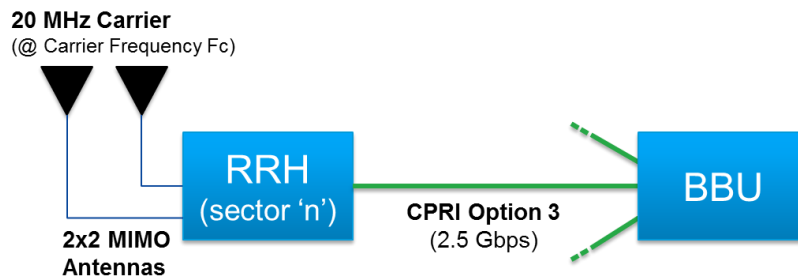 20 MHz Carrier
(@ Carrier Frequency Fc)
RRH
(sector ‘n’)
BBU
CPRI Option 3
(2.5 Gbps)
2x2 MIMO
Antennas